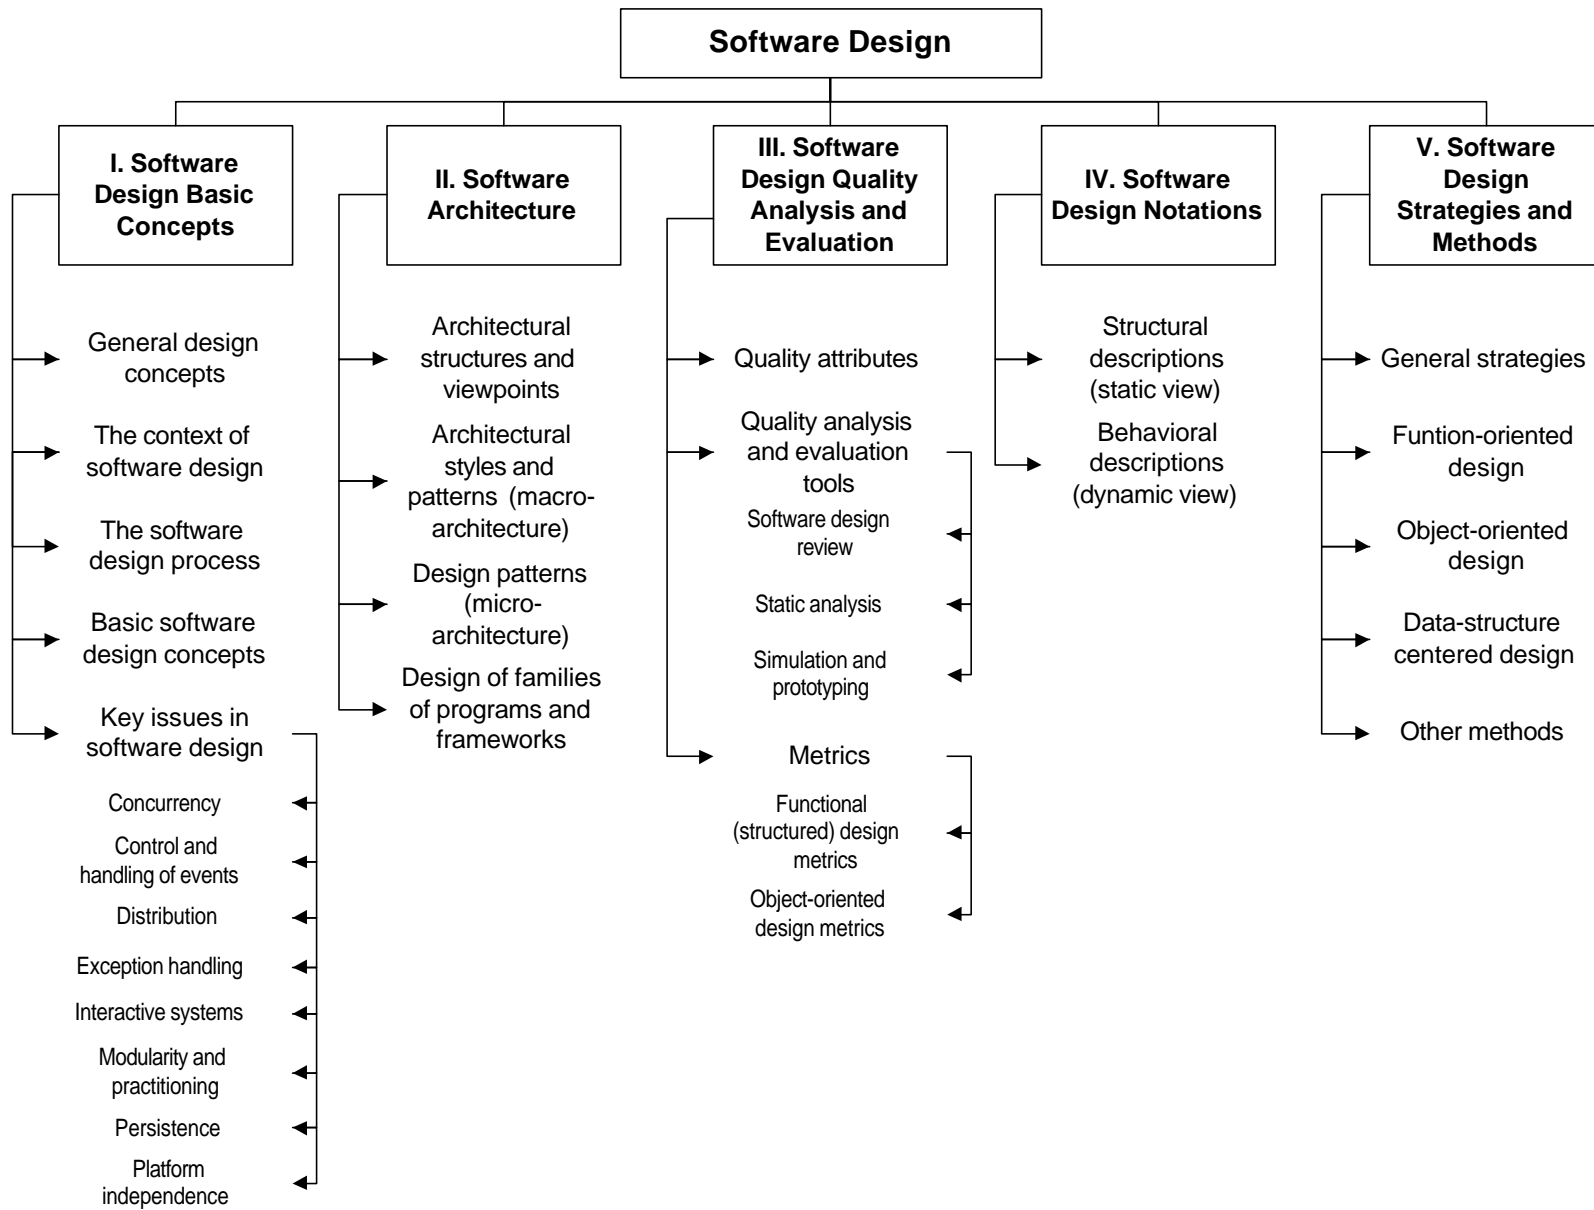 Software Design
I. Software
Design Basic
Concepts
General design
concepts
The context of
software design
The software
design process
Basic software
design concepts
Key issues in
software design
Concurrency
Control and
handling of events
Distribution
Exception handling
Interactive systems
Modularity and
practitioning
Persistence
Platform
independence
II. Software
Architecture
Architectural
structures and
viewpoints
Architectural
styles and
patterns (macro-
architecture)
Design patterns
(micro-
architecture)
Design of families
of programs and
frameworks
III. Software
Design Quality
Analysis and
Evaluation
Quality attributes
Quality analysis
and evaluation
tools
Software design
review
Static analysis
Simulation and
prototyping
Metrics
Functional
(structured) design
metrics
Object-oriented
design metrics
IV. Software
Design Notations
Structural
descriptions
(static view)
Behavioral
descriptions
(dynamic view)
V. Software
Design
Strategies and
Methods
General strategies
Funtion-oriented
design
Object-oriented
design
Data-structure
centered design
Other methods